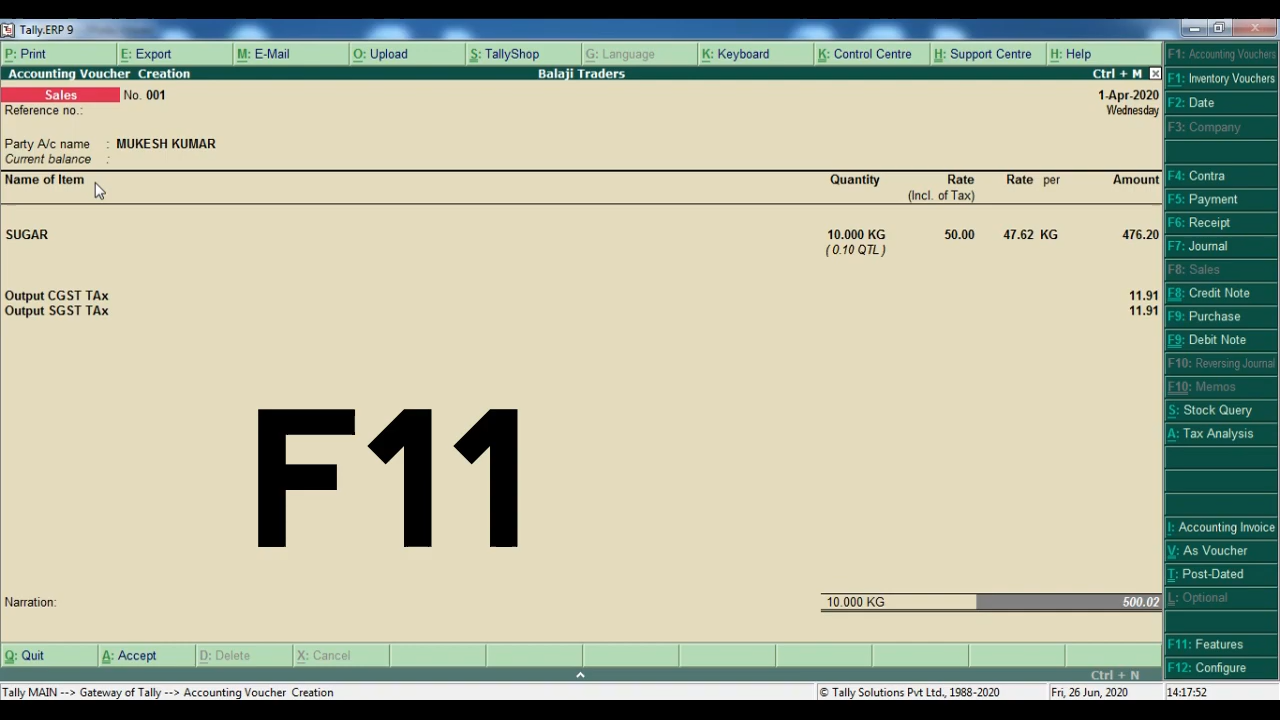 Tally.ERP 9
P: Print E: Export M: E-Mail O: Upload S: TallyShop G: Language K: Keyboard K: Control Centre H: Support Centre H: Help
Accounting Voucher Creation Balaji Traders Ctrl + M
Sales No. 001 1-Apr-2020
Reference no.: Wednesday
Party A/c name : MUKESH KUMAR
Current balance :
Name of Item Quantity Rate Rate per Amount
(Incl. of Tax)
SUGAR 10.000 KG 50.00 47.62 KG 476.20
( 0.10 QTL )
Output CGST TAx 11.91
Output SGST TAx 11.91
F11
Narration: 10.000 KG 500.02
Q: Quit A: Accept D: Delete X: Cancel
Ctrl + N
Tally MAIN --> Gateway of Tally --> Accounting Voucher Creation © Tally Solutions Pvt Ltd., 1988-2020 Fri, 26 Jun, 2020 14:17:52
F1: Accounting Vouchers
F1: Inventory Vouchers
F2: Date
F3: Company
F4: Contra
F5: Payment
F6: Receipt
F7: Journal
F8: Sales
F8: Credit Note
F9: Purchase
F9: Debit Note
F10: Reversing Journal
F10: Memos
S: Stock Query
A: Tax Analysis
I: Accounting Invoice
V: As Voucher
T: Post-Dated
L: Optional
F11: Features
F12: Configure